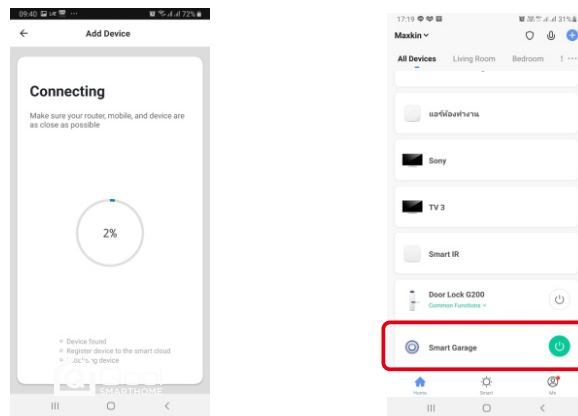 09:40
72%
Add Device
Connecting
Make sure your router, mobile, and device are
as close as possible
2%
Device found
Register device to the smart cloud
device
SMARTHOME
17:19
31%
Maxkin
All Devices Living Room Bedroom
แอร์ห้องทำงาน
Sony
TV 3
Smart IR
Door Lock G200
Common Functions
Smart Garage
Home Smart Me